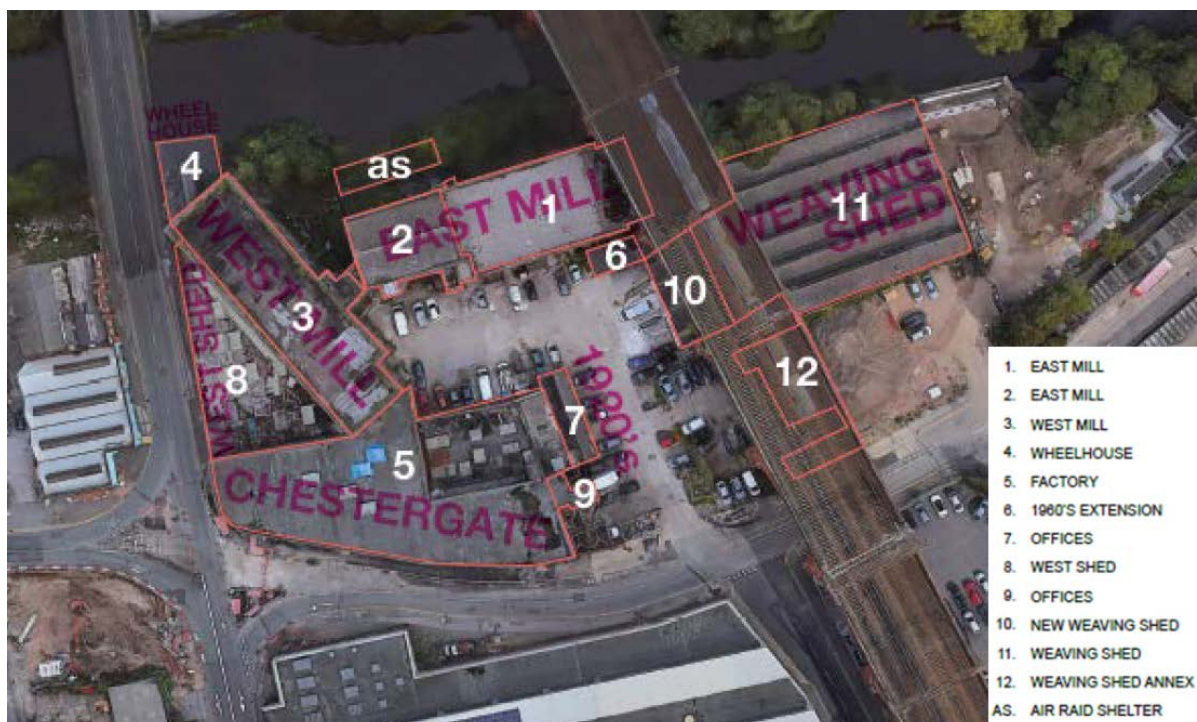 WHEEL
HOUSE
4
as
EAST MILL
1
2
6
WEST MILL
3
WEST SHED
8
10
WEAVING
SHED
11
12
1920's
7
5
CHESTERGATE
9
1. EAST MILL
2. EAST MILL
3. WEST MILL
4. WHEELHOUSE
5. FACTORY
6. 1960'S EXTENSION
7. OFFICES
8. WEST SHED
9. OFFICES
10. NEW WEAVING SHED
11. WEAVING SHED
12. WEAVING SHED ANNEX
AS. AIR RAID SHELTER